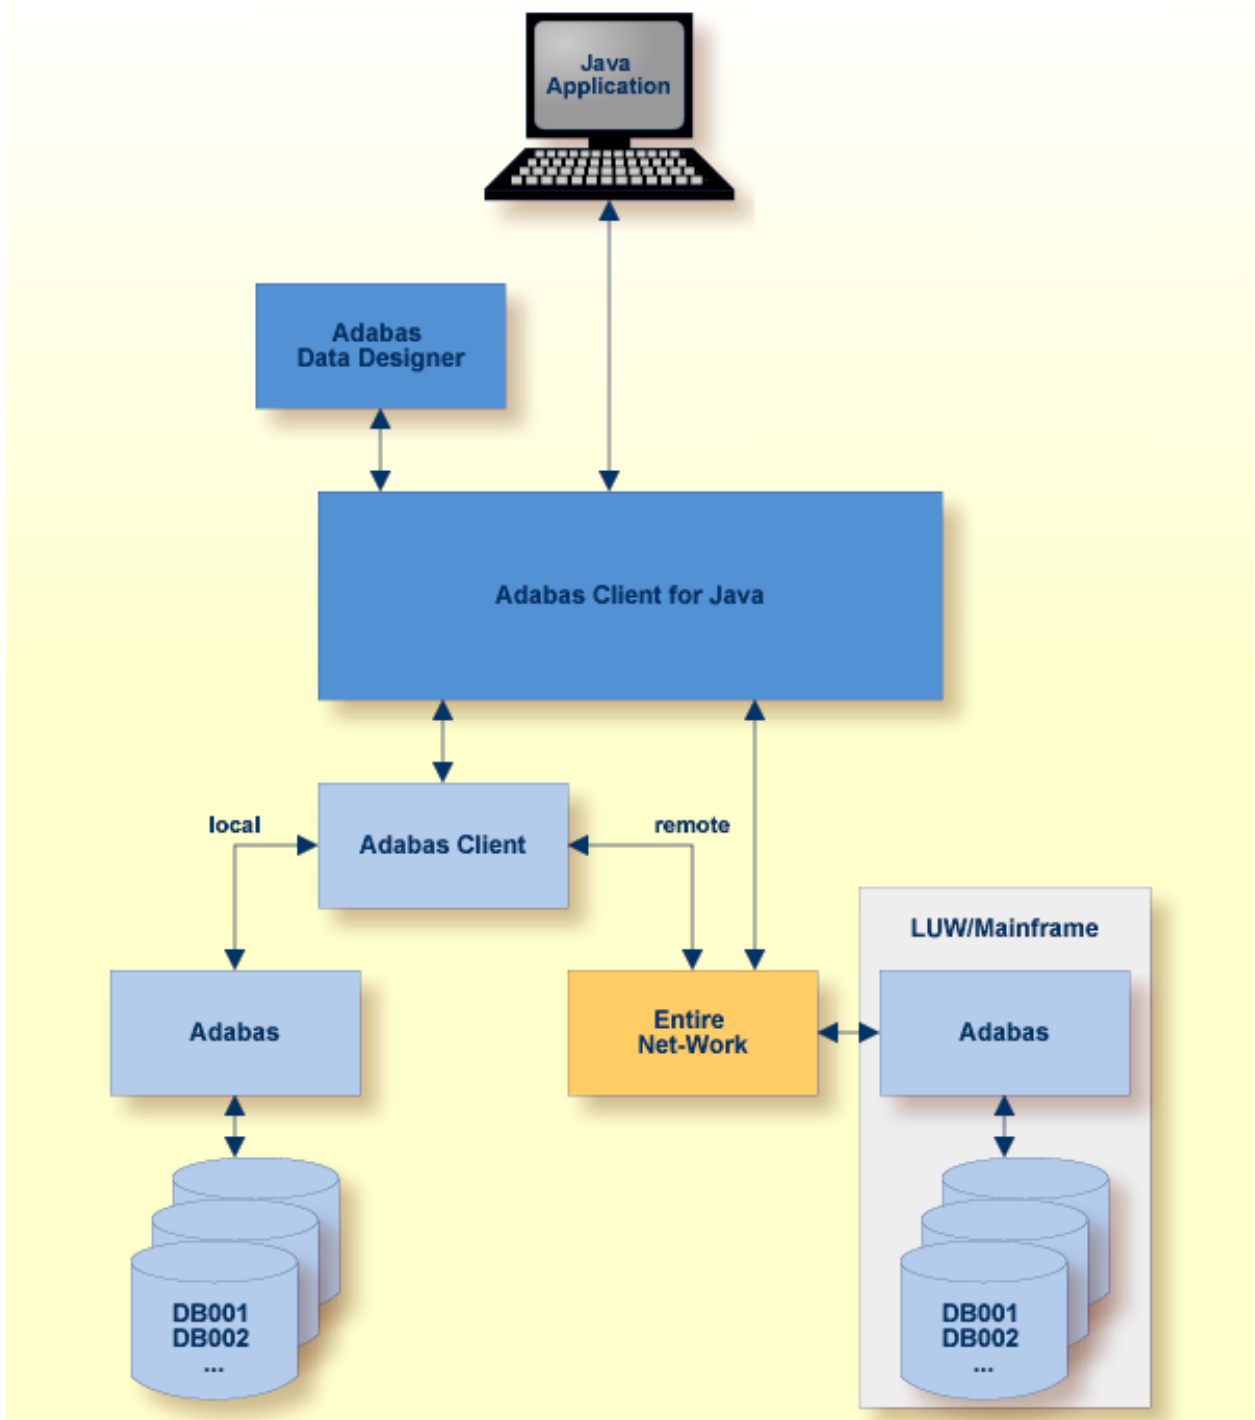 Java
Application
Adabas
Data Designer
Adabas Client for Java
local
Adabas Client
remote
LUW/Mainframe
Adabas
Entire
Net-Work
Adabas
DB001
DB002
...
DB001
DB002
...